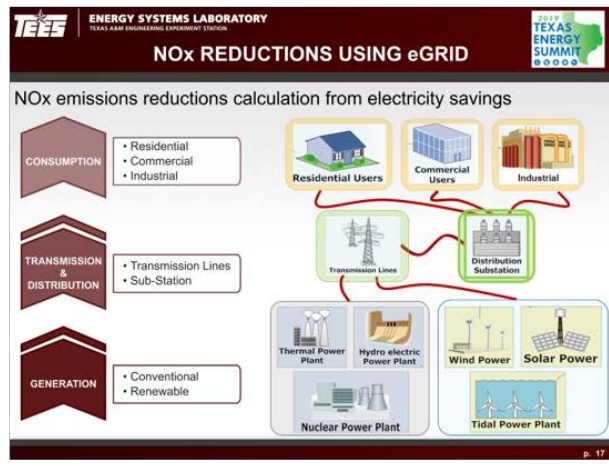 TEES
ENERGY SYSTEMS LABORATORY
TEXAS A&M ENGINEERING EXPERIMENT STATION
2019
TEXAS
ENERGY
SUMMIT
NOx REDUCTIONS USING eGRID
NOx emissions reductions calculation from electricity savings
CONSUMPTION
• Residential
• Commercial
• Industrial
Residential Users
Commercial
Users
Industrial
TRANSMISSION
&
DISTRIBUTION
• Transmission Lines
• Sub-Station
Transmission Lines
Distribution
Substation
GENERATION
• Conventional
• Renewable
Thermal Power
Plant
Hydro electric
Power Plant
Nuclear Power Plant
Wind Power
Solar Power
Tidal Power Plant
p. 17